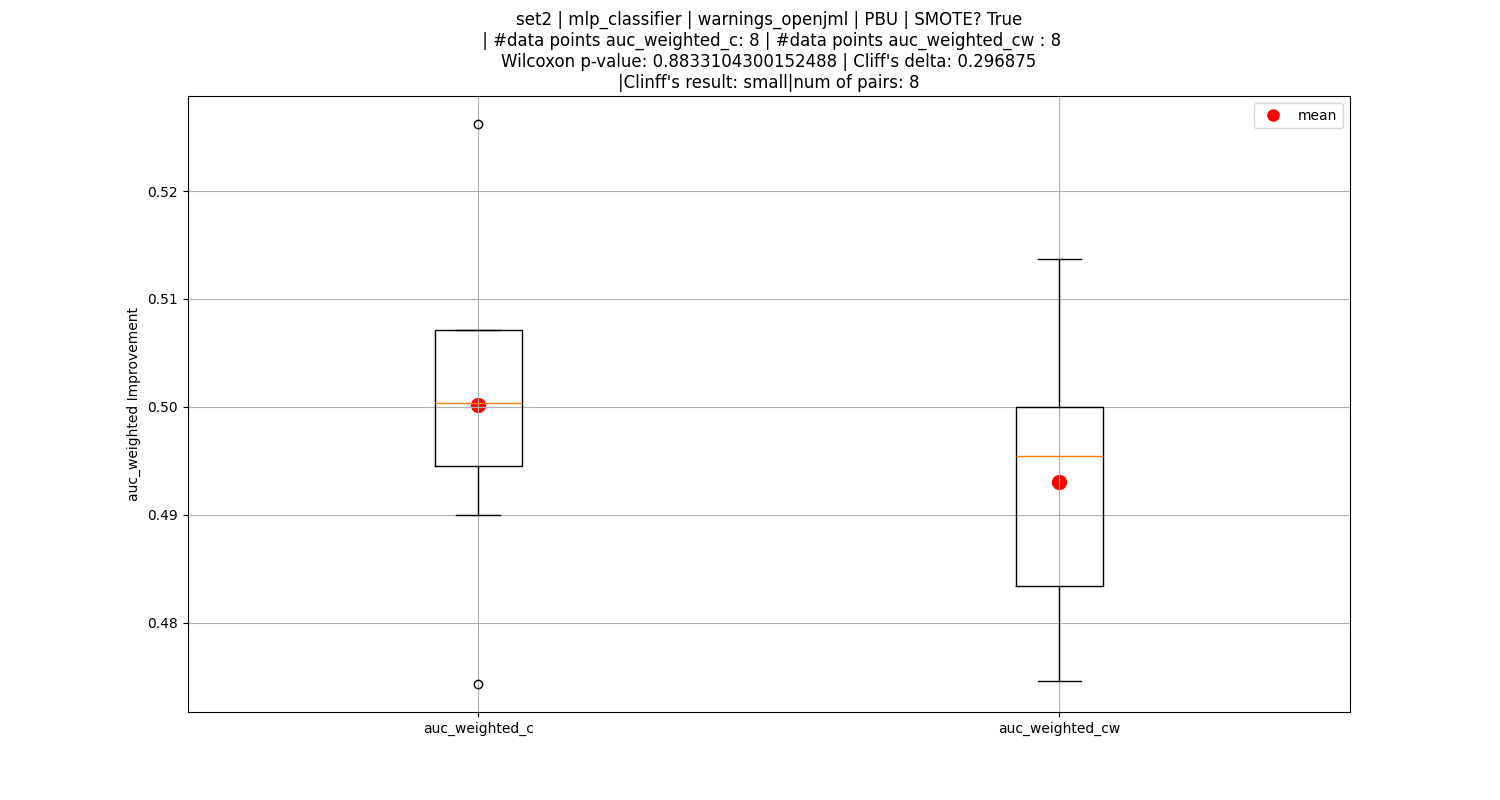 set2 | mlp_classifier | warnings_openjml | PBU | SMOTE? True
| #data points auc_weighted_c: 8 | #data points auc_weighted_cw : 8
Wilcoxon p-value: 0.8833104300152488 | Cliff's delta: 0.296875
|Clinff's result: small|num of pairs: 8
mean
0.52
0.51
0.50
0.49
0.48
auc_weighted Improvement
auc_weighted_c
auc_weighted_cw